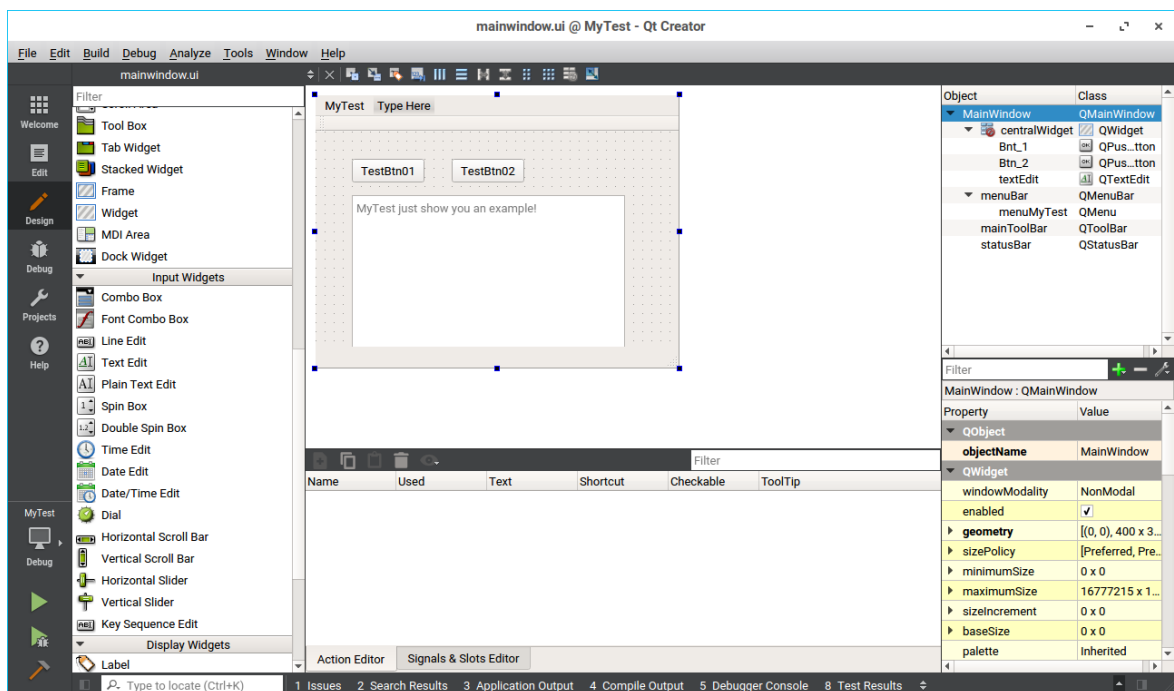 mainwindow.ui @ MyTest - Qt Creator
File Edit Build Debug Analyze Tools Window Help
mainwindow.ui
Welcome
Edit
Design
Debug
Projects
Help
MyTest
Debug
Filter
Scroll Area
Tool Box
Tab Widget
Stacked Widget
Frame
Widget
MDI Area
Dock Widget
Input Widgets
Combo Box
Font Combo Box
Line Edit
Text Edit
Plain Text Edit
Spin Box
Double Spin Box
Time Edit
Date Edit
Date/Time Edit
Dial
Horizontal Scroll Bar
Vertical Scroll Bar
Horizontal Slider
Vertical Slider
Key Sequence Edit
Display Widgets
Label
MyTest Type Here
TestBtn01 TestBtn02
MyTest just show you an example!
Filter
Name Used Text Shortcut Checkable ToolTip
Action Editor Signals & Slots Editor
Object Class
MainWindow QMainWindow
centralWidget QWidget
Bnt_1 QPus...tton
Btn_2 QPus...tton
textEdit QTextEdit
menuBar QMenuBar
menuMyTest QMenu
mainToolBar QToolBar
statusBar QStatusBar
Filter
MainWindow : QMainWindow
Property Value
QObject
objectName MainWindow
QWidget
windowModality NonModal
enabled
geometry [(0, 0), 400 x 3...
sizePolicy [Preferred, Pre...
minimumSize 0 x 0
maximumSize 16777215 x 1...
sizeIncrement 0 x 0
baseSize 0 x 0
palette Inherited
Type to locate (Ctrl+K) 1 Issues 2 Search Results 3 Application Output 4 Compile Output 5 Debugger Console 8 Test Results